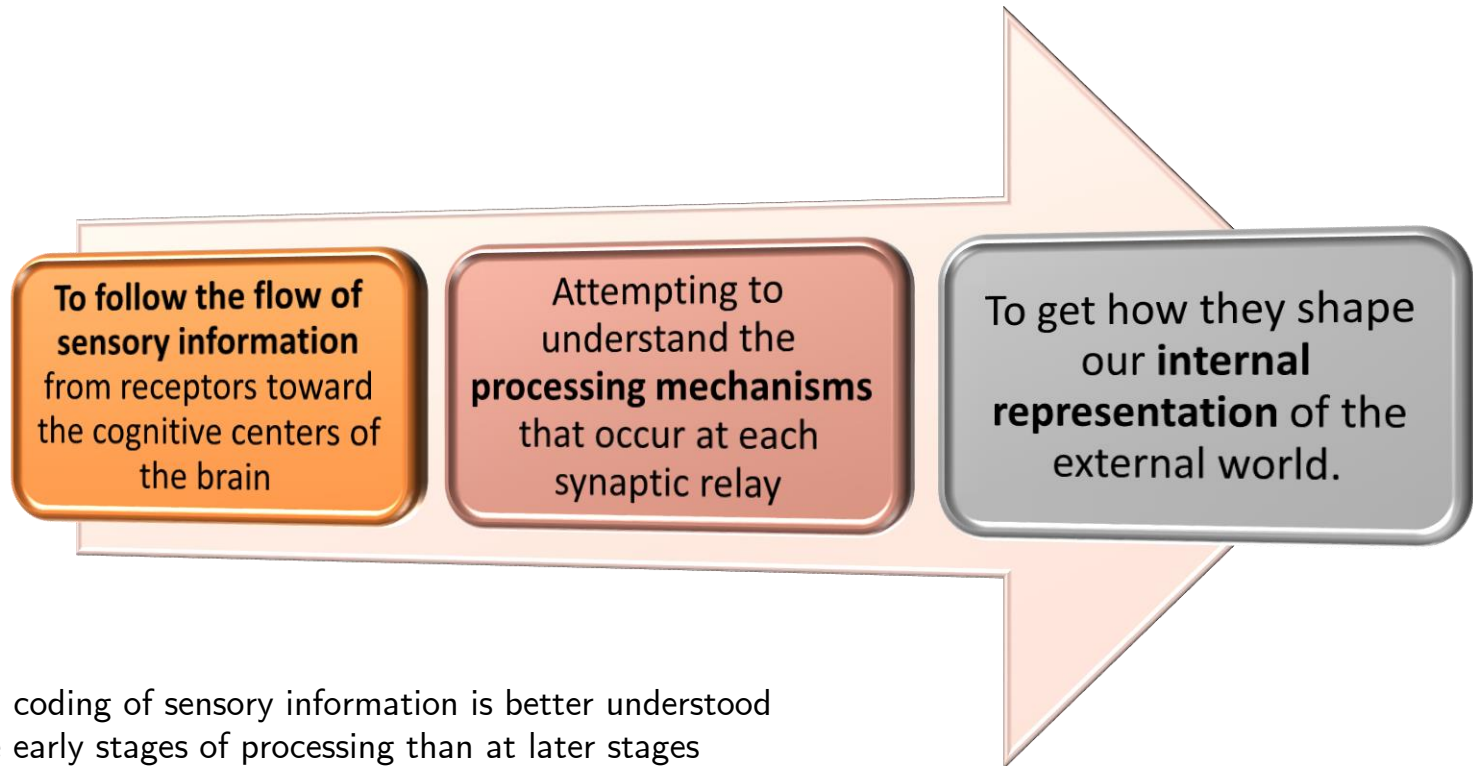 To follow the flow of
sensory information
from receptors toward
the cognitive centers of
the brain
Attempting to
understand the
processing mechanisms
that occur at each
synaptic relay
To get how they shape
our internal
representation of the
external world.
coding of sensory information is better understood
early stages of processing than at later stages